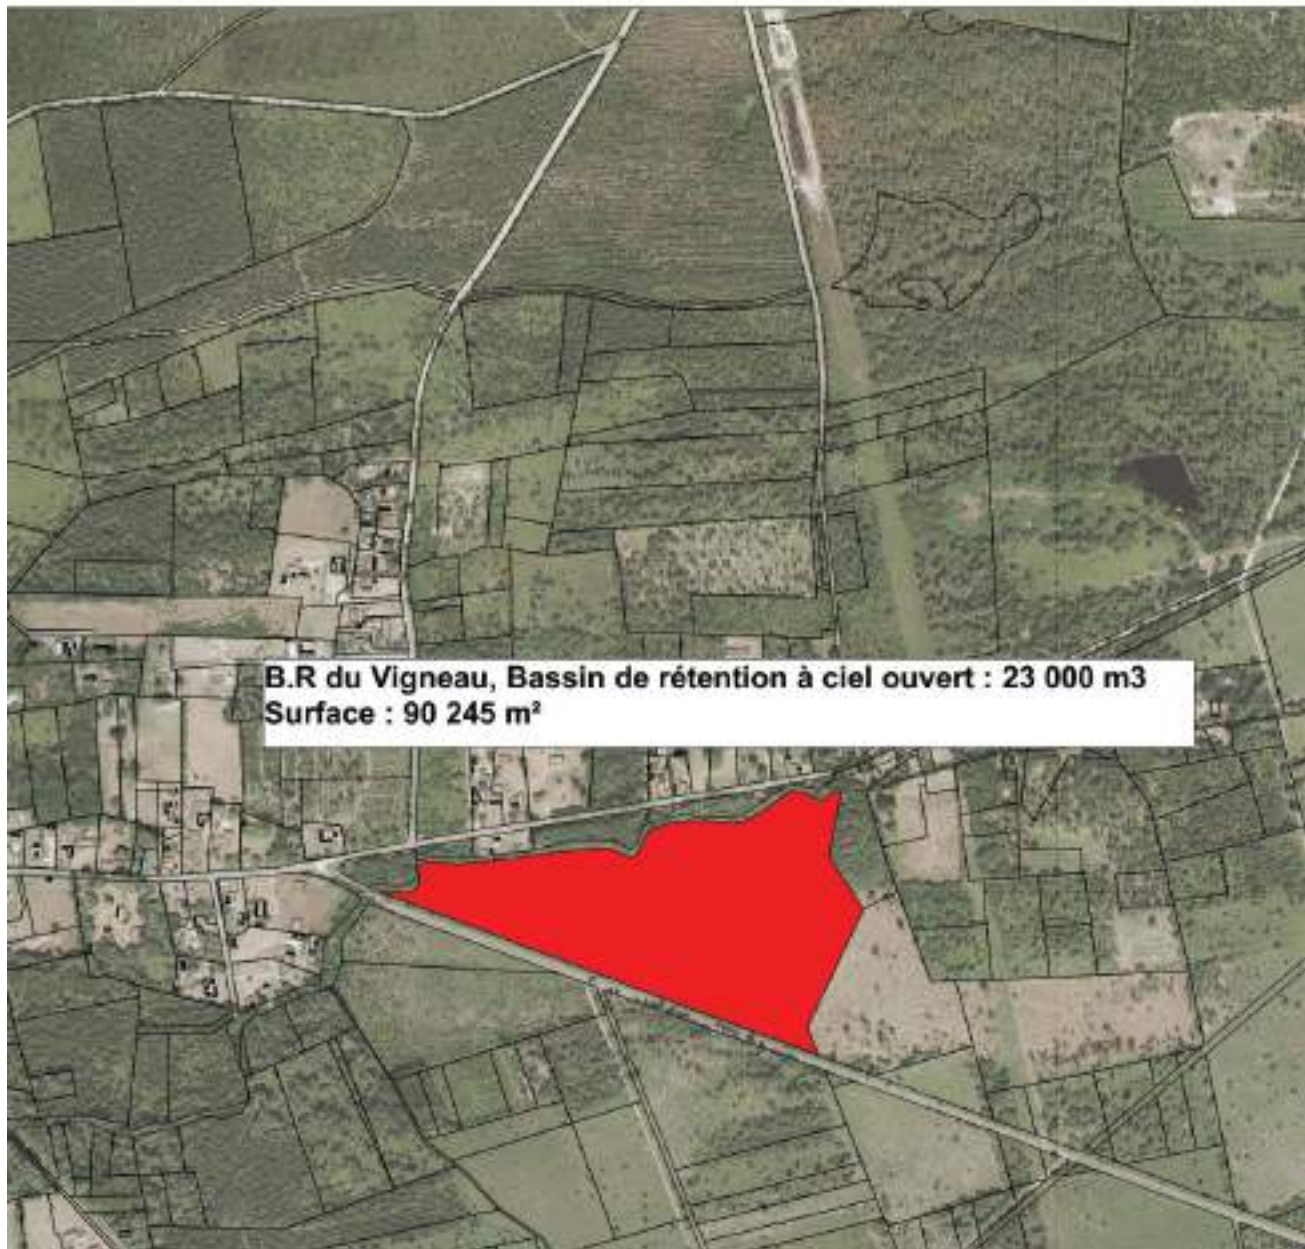 B.R du Vigneau, Bassin de rétention à ciel ouvert : 23 000 m3
Surface : 90 245 m²